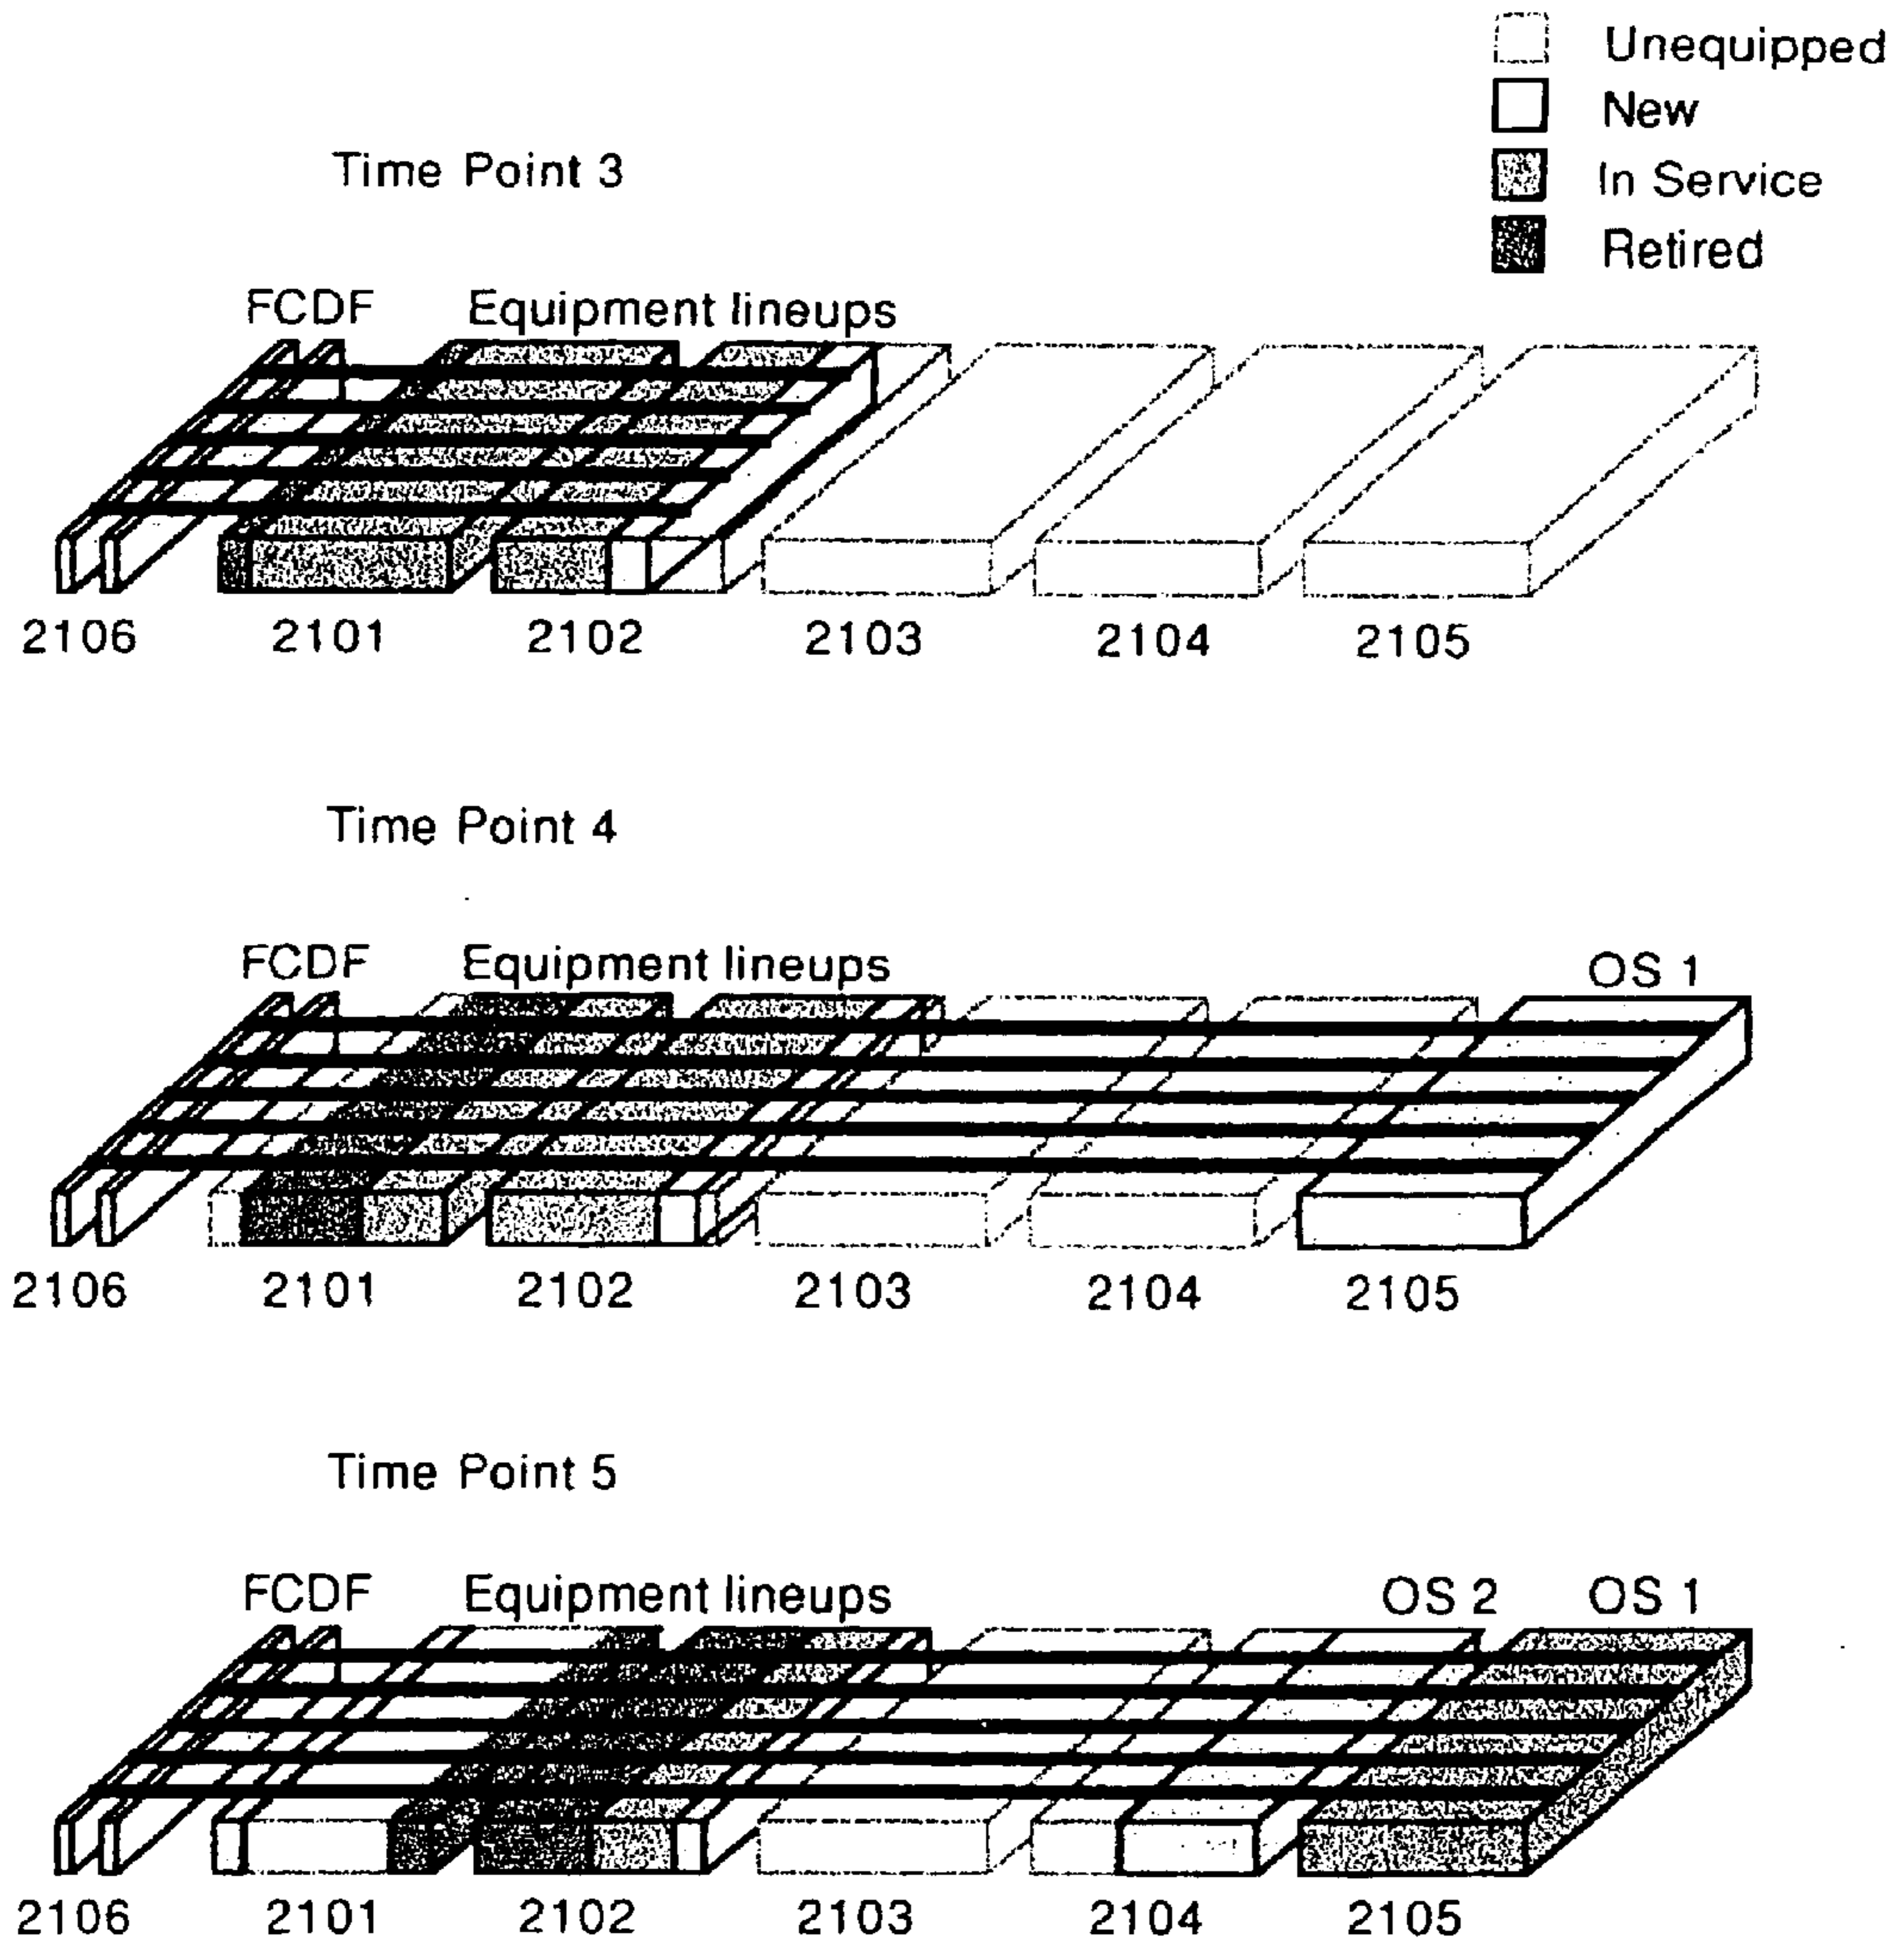 Unequipped
New
In Service
Retired
Time Point 3
FCDF Equipment lineups
2106 2101 2102 2103 2104 2105
Time Point 4
FCDF Equipment lineups OS 1
2106 2101 2102 2103 2104 2105
Time Point 5
FCDF Equipment lineups OS 2 OS 1
2106 2101 2102 2103 2104 2105